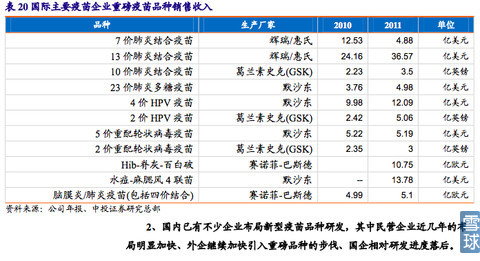 表 20 国际主要疫苗企业重磅疫苗品种销售收入
品种 生产厂家 2010 2011 单位
7 价肺炎结合疫苗 辉瑞/惠氏 12.53 4.88 亿美元
13 价肺炎结合疫苗 辉瑞/惠氏 24.16 36.57 亿美元
10 价肺炎结合疫苗 葛兰素史克(GSK) 2.23 3.5 亿英镑
23 价肺炎多糖疫苗 默沙东 3.76 4.98 亿美元
4 价 HPV 疫苗 默沙东 9.98 12.09 亿美元
2 价 HPV 疫苗 葛兰素史克(GSK) 2.42 5.06 亿英镑
5 价重配轮状病毒疫苗 默沙东 5.22 5.19 亿美元
2 价重配轮状病毒疫苗 葛兰素史克(GSK) 2.35 3 亿英镑
Hib-脊灰-百白破 赛诺菲-巴斯德 10.75 亿欧元
水痘-麻腮风 4 联苗 默沙东 -- 13.78 亿美元
脑膜炎/肺炎疫苗(包括四价结合) 赛诺菲-巴斯德 4.99 5.1 亿欧元
资料来源：公司年报、中投证券研究总部
2、国内已有不少企业布局新型疫苗品种研发，其中民营企业近几年的布
局明显加快、外企继续加快引入重磅品种的步伐、国企相对研发进度落后。
雪球